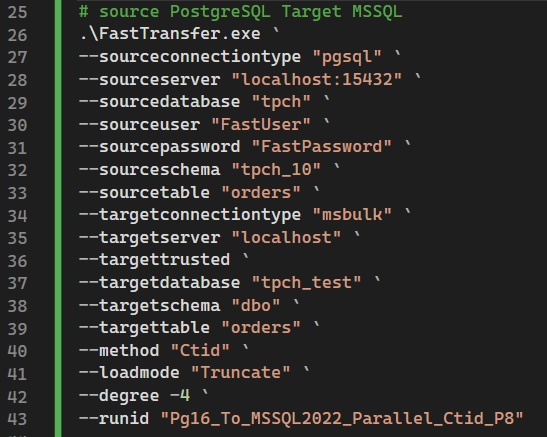 25 # source PostgreSQL Target MSSQL
26 .\FastTransfer.exe `
27 --sourceconnectiontype "pgsql" `
28 --sourceserver "localhost:15432" `
29 --sourcedatabase "tpch" `
30 --sourceuser "FastUser" `
31 --sourcepassword "FastPassword" `
32 --sourceschema "tpch_10" `
33 --sourcetable "orders" `
34 --targetconnectiontype "msbulk" `
35 --targetserver "localhost" `
36 --targettrusted `
37 --targetdatabase "tpch_test" `
38 --targetschema "dbo" `
39 --targettable "orders" `
40 --method "Ctid" `
41 --loadmode "Truncate" `
42 --degree -4 `
43 --runid "Pg16_To_MSSQL2022_Parallel_Ctid_P8"